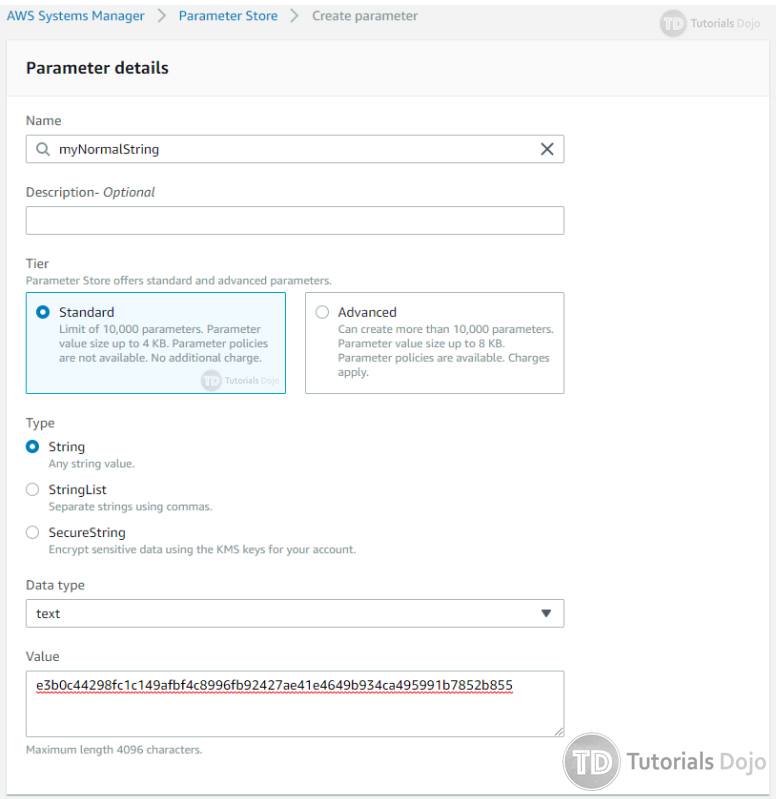 AWS Systems Manager > Parameter Store > Create parameter
TD Tutorials Dojo
Parameter details
Name
myNormalString
Description- Optional
Tier
Parameter Store offers standard and advanced parameters.
Standard
Limit of 10,000 parameters. Parameter
value size up to 4 KB. Parameter policies
are not available. No additional charge.
TD Tutorials Dojo
Advanced
Can create more than 10,000 parameters.
Parameter value size up to 8 KB.
Parameter policies are available. Charges
apply.
Type
String
Any string value.
StringList
Separate strings using commas.
SecureString
Encrypt sensitive data using the KMS keys for your account.
Data type
text
Value
e3b0c44298fc1c149afbf4c8996fb92427ae41e4649b934ca495991b7852b855
Maximum length 4096 characters.
TD Tutorials Dojo